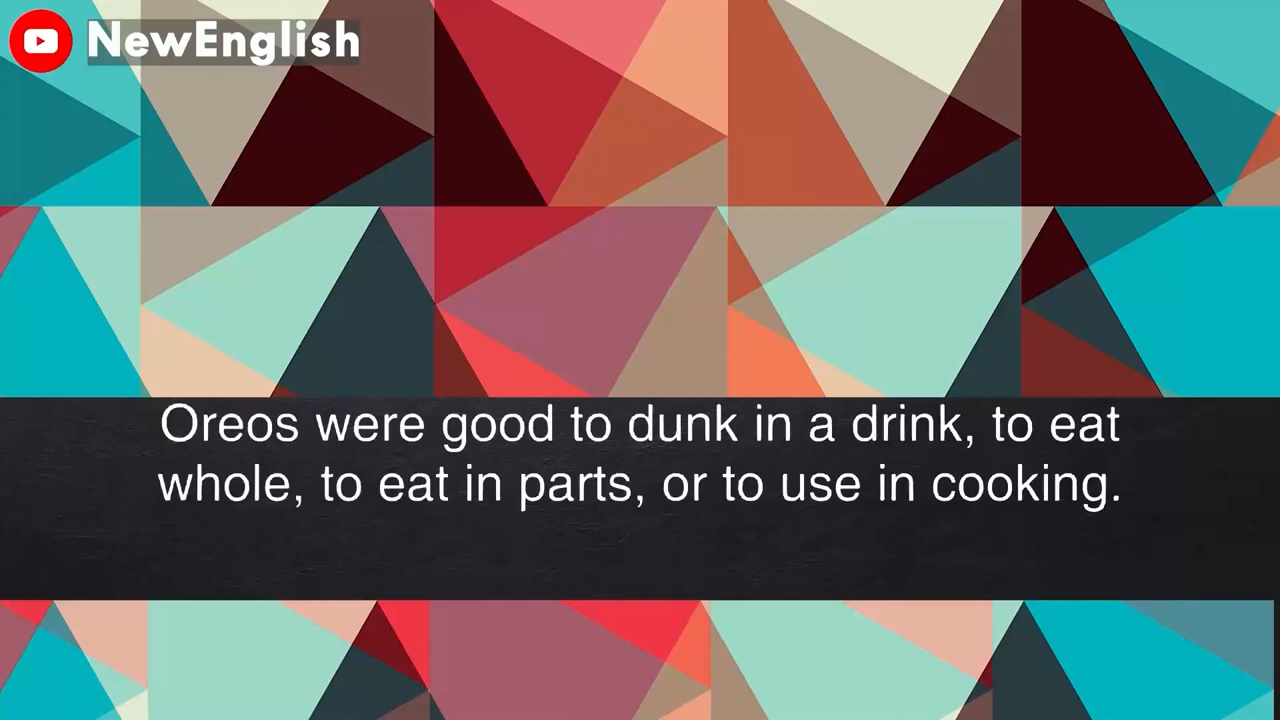 NewEnglish
Oreos were good to dunk in a drink, to eat
whole, to eat in parts, or to use in cooking.